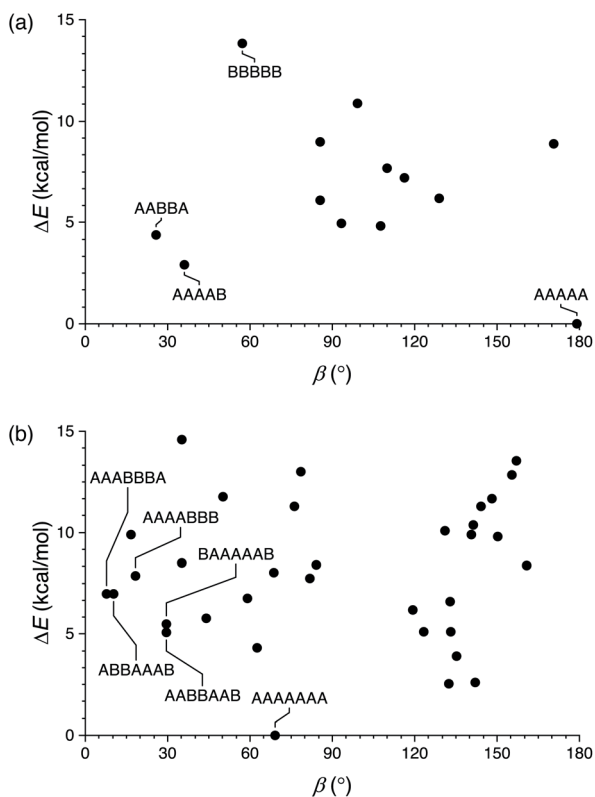 (a)
15
10
5
0
ΔE (kcal/mol)
BBBBB
AABBA
AAAAB
AAAAA
0 30 60 90 120 150 180
β (°)
(b)
15
10
5
0
ΔE (kcal/mol)
AAABBBA
AAAABBB
BAAAAAB
ABBAAAB
AABBAAB
AAAAAAA
0 30 60 90 120 150 180
β (°)